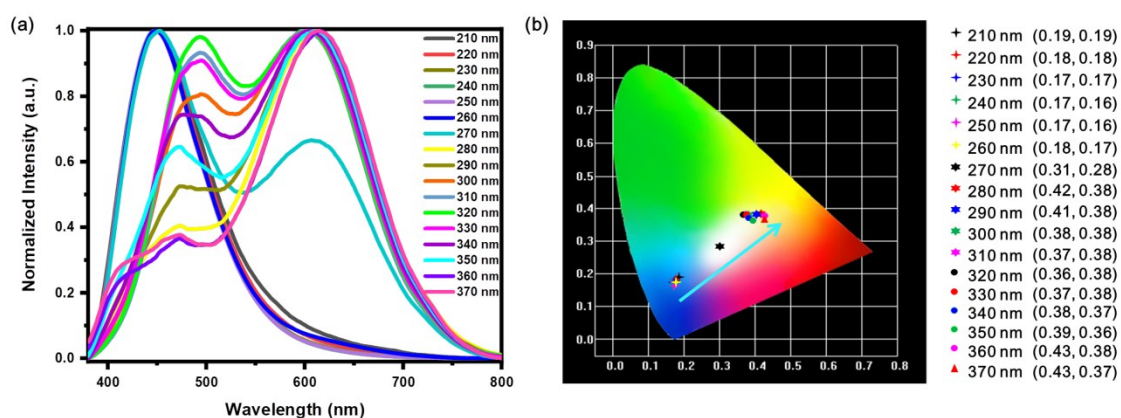 (a)
Normalized Intensity (a.u.)
1.0
0.8
0.6
0.4
0.2
0.0
400 500 600 700 800
Wavelength (nm)
210 nm
220 nm
230 nm
240 nm
250 nm
260 nm
270 nm
280 nm
290 nm
300 nm
310 nm
320 nm
330 nm
340 nm
350 nm
360 nm
370 nm
(b)
0.9
0.8
0.7
0.6
0.5
0.4
0.3
0.2
0.1
0.0
0.0 0.1 0.2 0.3 0.4 0.5 0.6 0.7 0.8
210 nm (0.19, 0.19)
220 nm (0.18, 0.18)
230 nm (0.17, 0.17)
240 nm (0.17, 0.16)
250 nm (0.17, 0.16)
260 nm (0.18, 0.17)
270 nm (0.31, 0.28)
280 nm (0.42, 0.38)
290 nm (0.41, 0.38)
300 nm (0.38, 0.38)
310 nm (0.37, 0.38)
320 nm (0.36, 0.38)
330 nm (0.37, 0.38)
340 nm (0.38, 0.37)
350 nm (0.39, 0.36)
360 nm (0.43, 0.38)
370 nm (0.43, 0.37)